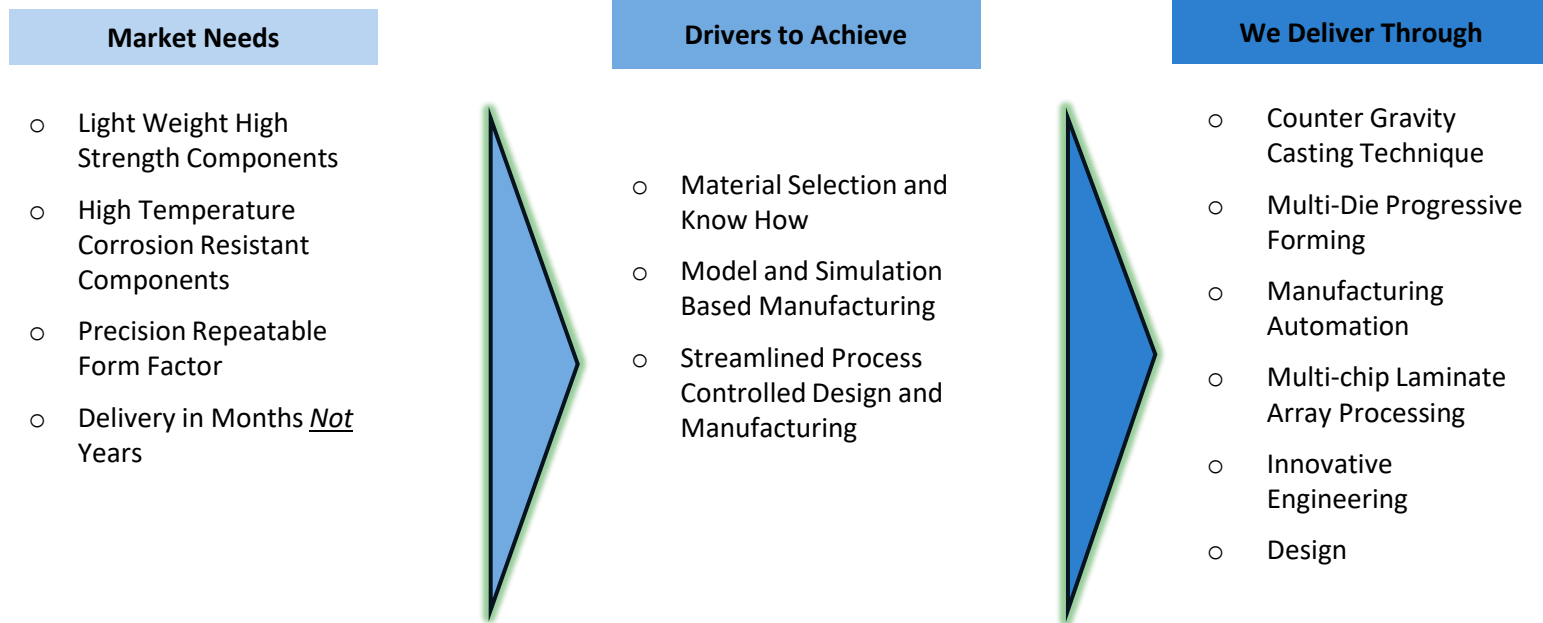 Market Needs
o Light Weight High
Strength Components
o High Temperature
Corrosion Resistant
Components
o Precision Repeatable
Form Factor
o Delivery in Months Not
Years
Drivers to Achieve
o Material Selection and
Know How
o Model and Simulation
Based Manufacturing
o Streamlined Process
Controlled Design and
Manufacturing
We Deliver Through
o Counter Gravity
Casting Technique
o Multi-Die Progressive
Forming
o Manufacturing
Automation
o Multi-chip Laminate
Array Processing
o Innovative
Engineering
o Design